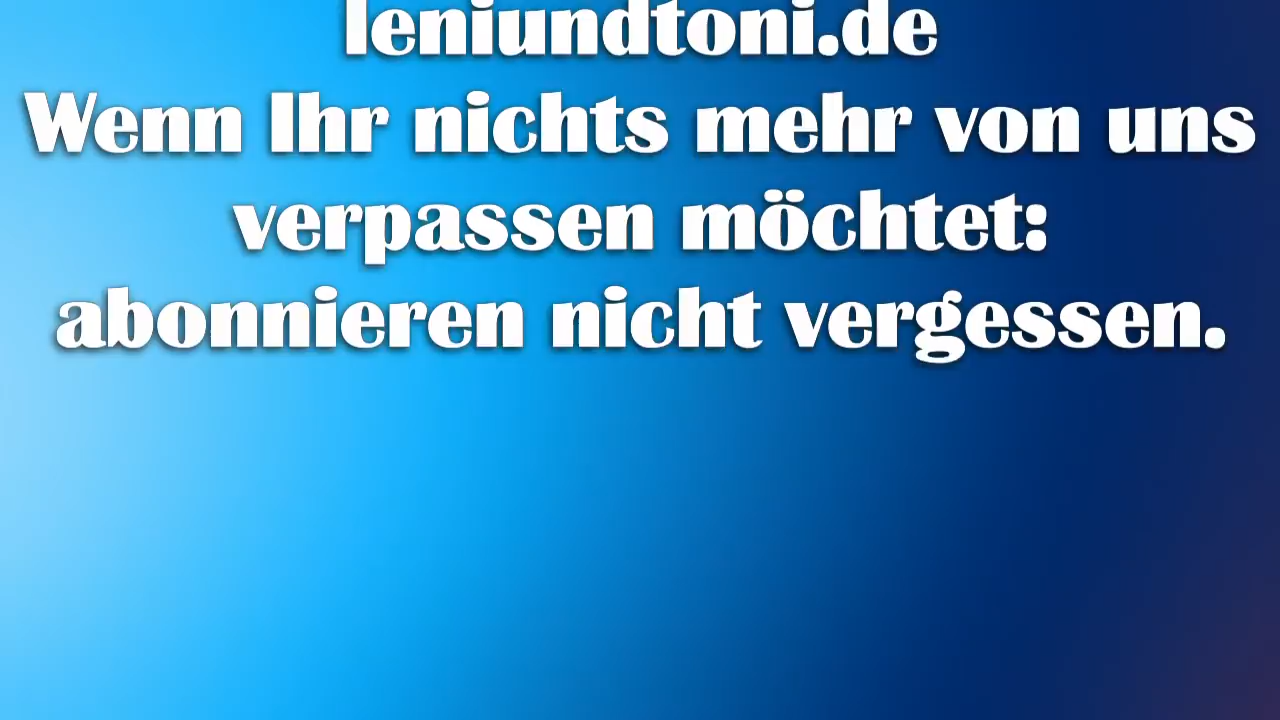 leniundtoni.de
Wenn Ihr nichts mehr von uns
verpassen möchtet:
abonnieren nicht vergessen.